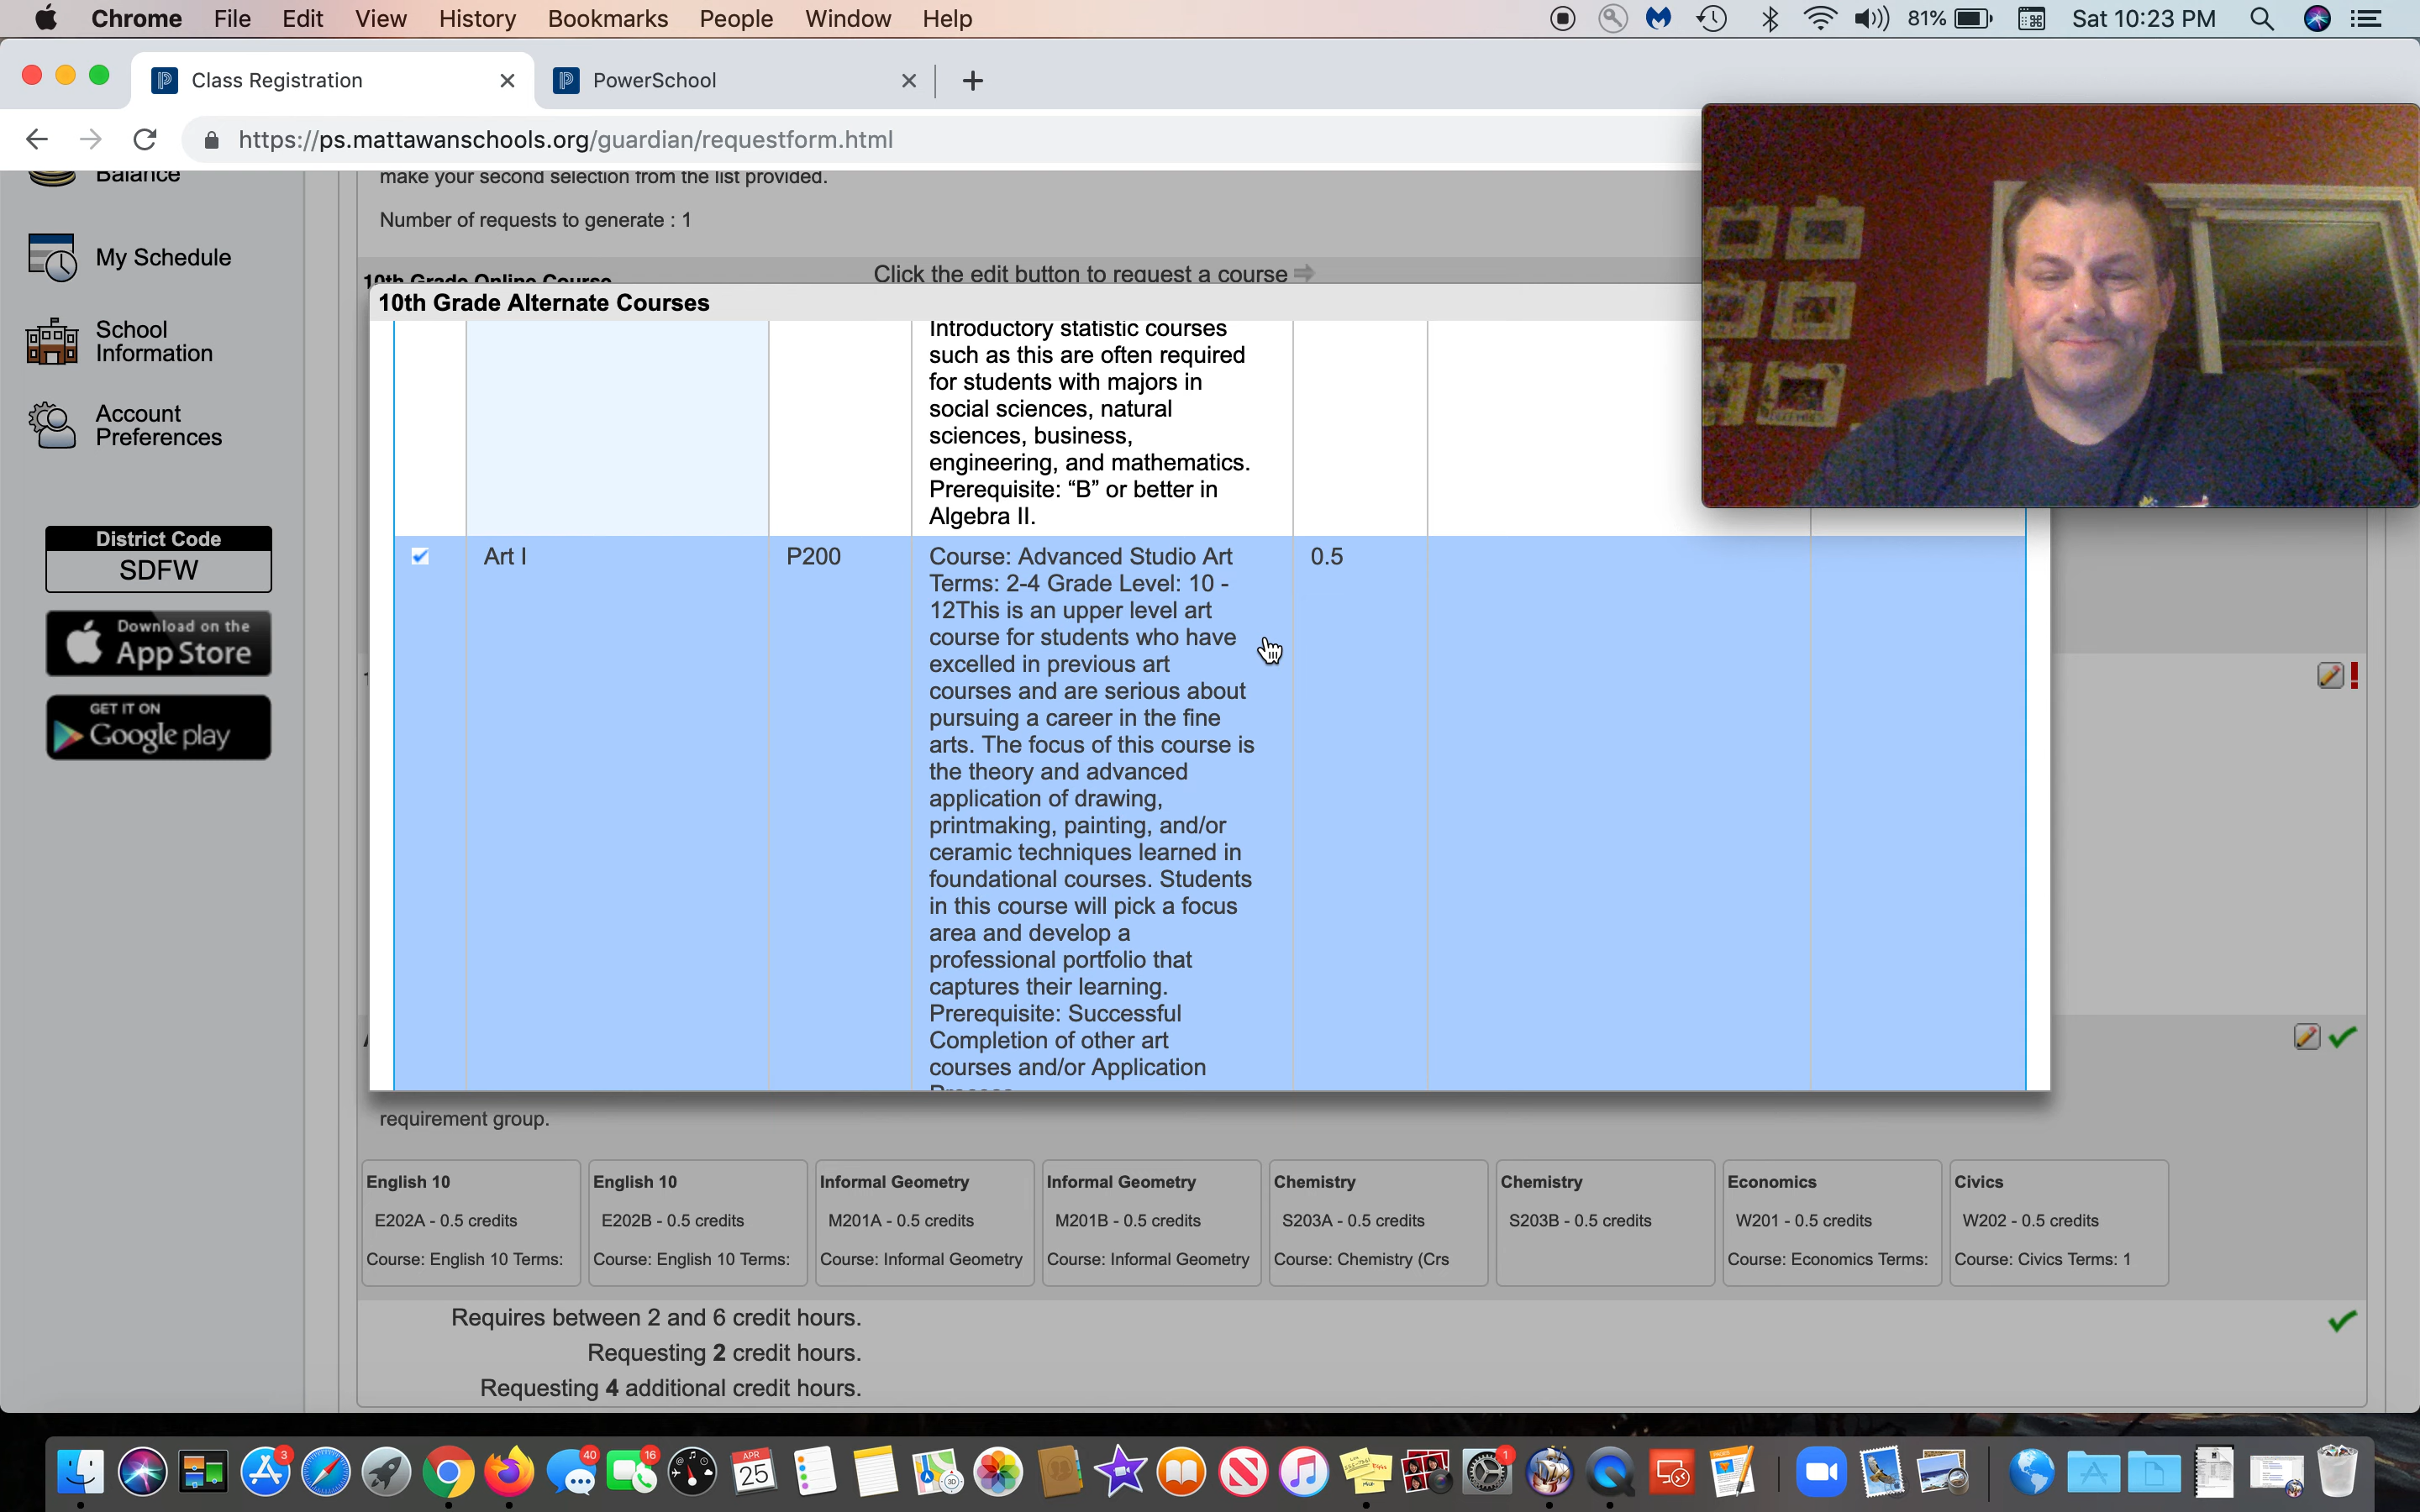 Chrome File Edit View History Bookmarks People Window Help
81% Sat 10:23 PM
Class Registration
PowerSchool
https://ps.mattawanschools.org/guardian/requestform.html
Balance
My Schedule
School
Information
Account
Preferences
District Code
SDFW
Download on the
App Store
GET IT ON
Google play
make your second selection from the list provided.
Number of requests to generate : 1
10th Grade Online Course
Click the edit button to request a course
10th Grade Alternate Courses
Introductory statistic courses
such as this are often required
for students with majors in
social sciences, natural
sciences, business,
engineering, and mathematics.
Prerequisite: “B” or better in
Algebra II.
Art I P200 Course: Advanced Studio Art 0.5
Terms: 2-4 Grade Level: 10 -
12This is an upper level art
course for students who have
excelled in previous art
courses and are serious about
pursuing a career in the fine
arts. The focus of this course is
the theory and advanced
application of drawing,
printmaking, painting, and/or
ceramic techniques learned in
foundational courses. Students
in this course will pick a focus
area and develop a
professional portfolio that
captures their learning.
Prerequisite: Successful
Completion of other art
courses and/or Application
requirement group.
English 10
E202A - 0.5 credits
Course: English 10 Terms:
English 10
E202B - 0.5 credits
Course: English 10 Terms:
Informal Geometry
M201A - 0.5 credits
Course: Informal Geometry
Informal Geometry
M201B - 0.5 credits
Course: Informal Geometry
Chemistry
S203A - 0.5 credits
Course: Chemistry (Crs
Chemistry
S203B - 0.5 credits
Economics
W201 - 0.5 credits
Course: Economics Terms:
Civics
W202 - 0.5 credits
Course: Civics Terms: 1
Requires between 2 and 6 credit hours.
Requesting 2 credit hours.
Requesting 4 additional credit hours.
3
40
16
APR
25
1